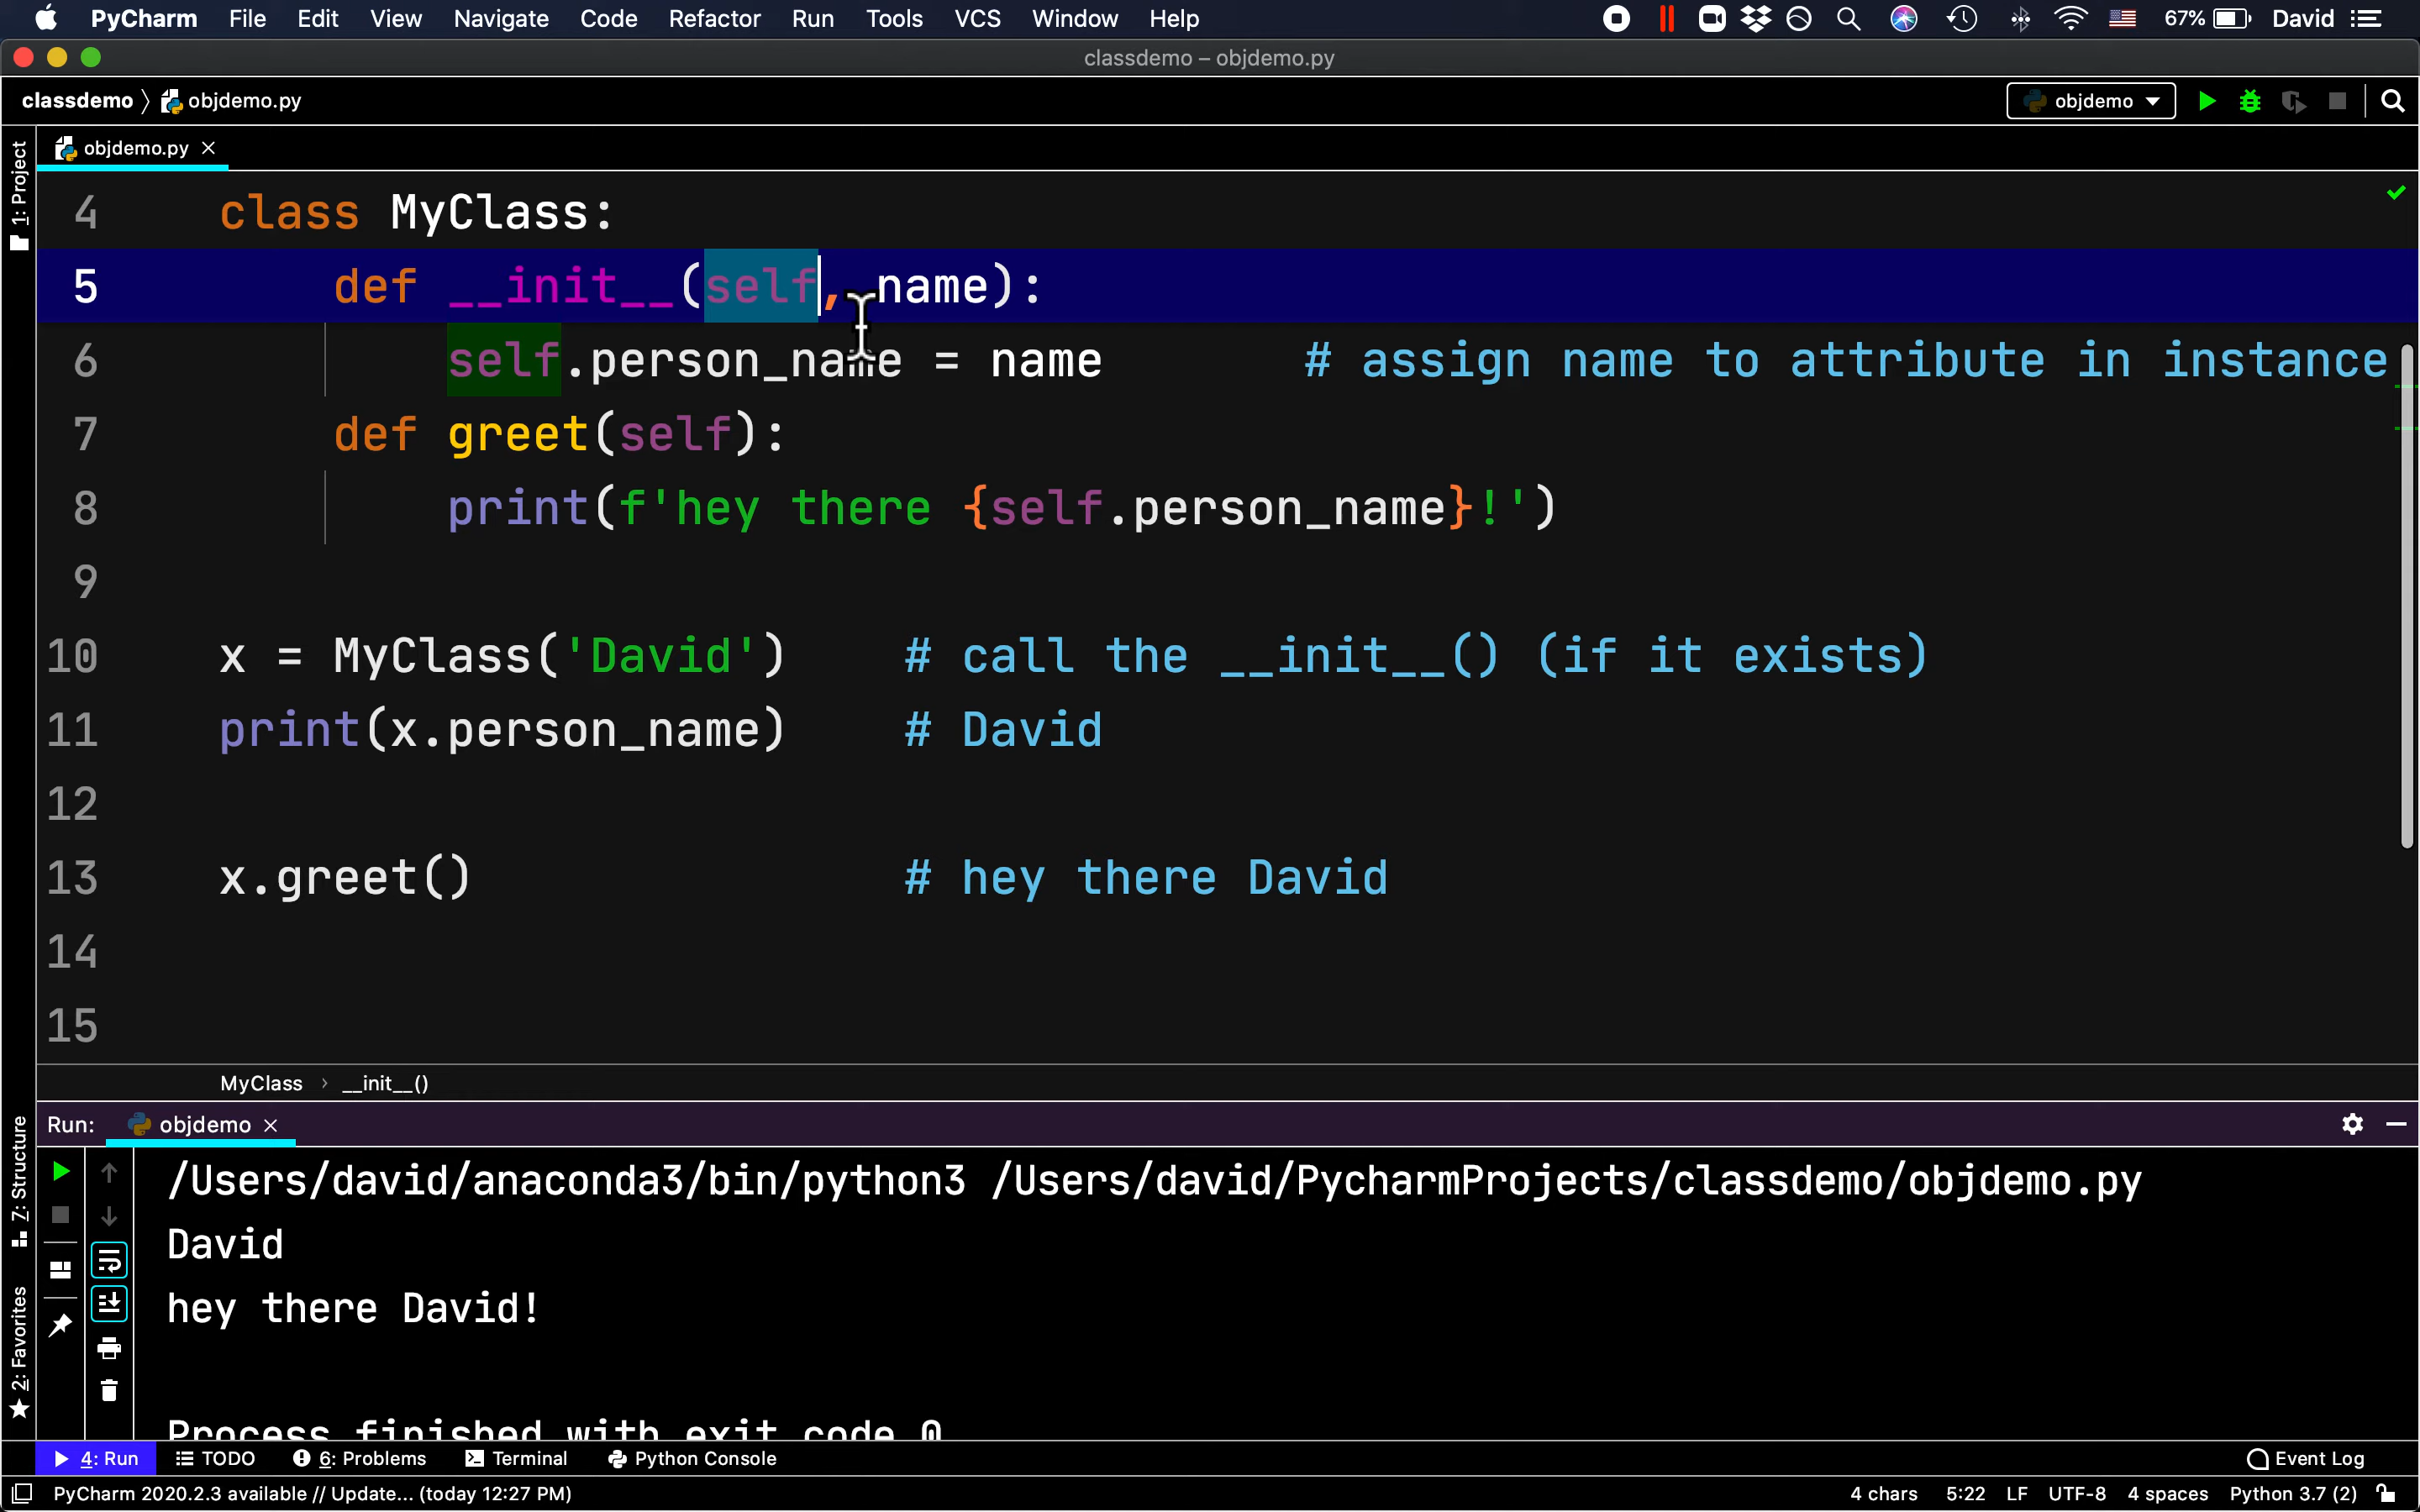 PyCharm File Edit View Navigate Code Refactor Run Tools VCS Window Help 67% David
classdemo – objdemo.py
classdemo objdemo.py objdemo
1: Project
objdemo.py
4 class MyClass:
5 def __init__(self, name):
6 self.person_name = name # assign name to attribute in instance
7 def greet(self):
8 print(f'hey there {self.person_name}!')
9
10 x = MyClass('David') # call the __init__() (if it exists)
11 print(x.person_name) # David
12
13 x.greet() # hey there David
14
15
MyClass › __init__()
Run: objdemo
7: Structure
2: Favorites
/Users/david/anaconda3/bin/python3 /Users/david/PycharmProjects/classdemo/objdemo.py
David
hey there David!
Process finished with exit code 0
4: Run TODO 6: Problems Terminal Python Console Event Log
PyCharm 2020.2.3 available // Update... (today 12:27 PM) 4 chars 5:22 LF UTF-8 4 spaces Python 3.7 (2)